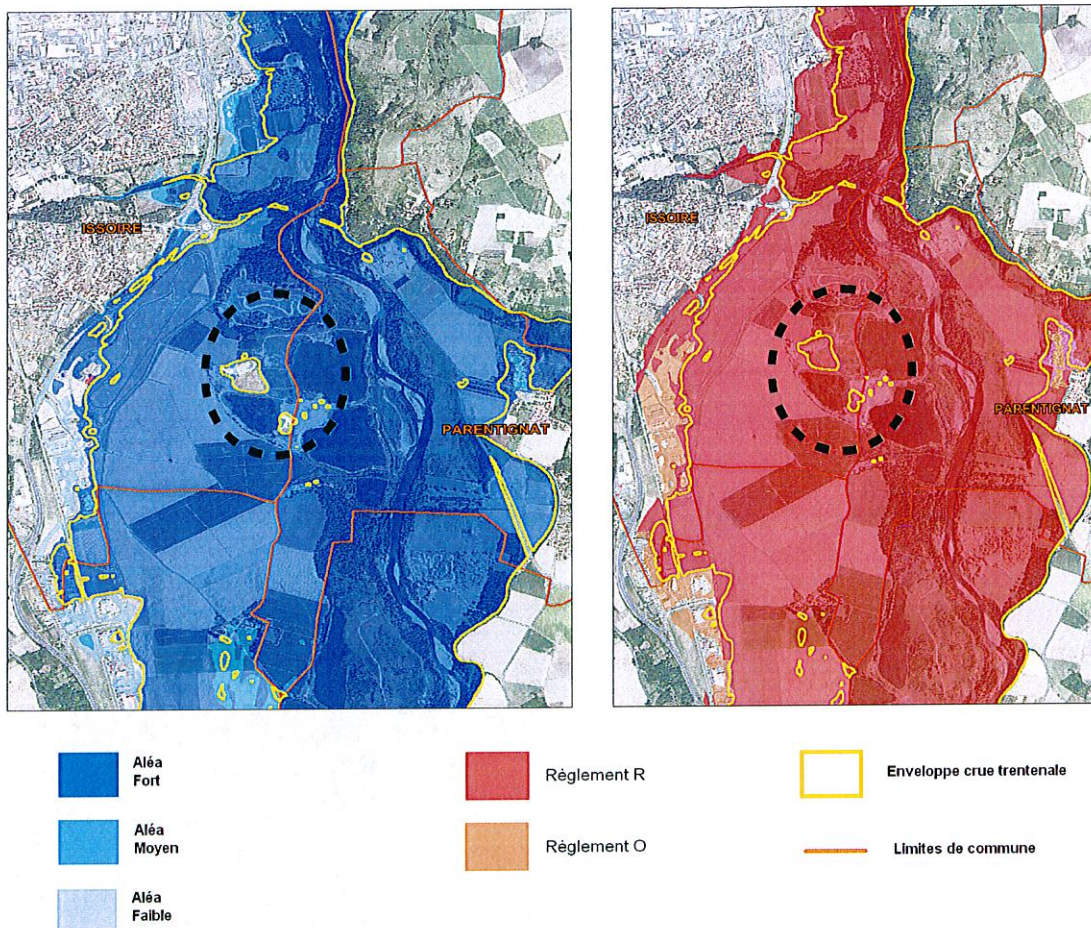 ISSOIRE
PARENTIGNAT
ISSOIRE
PARENTIGNAT
Aléa
Fort
Aléa
Moyen
Aléa
Faible
Règlement R
Règlement O
Enveloppe crue trentenale
Limites de commune